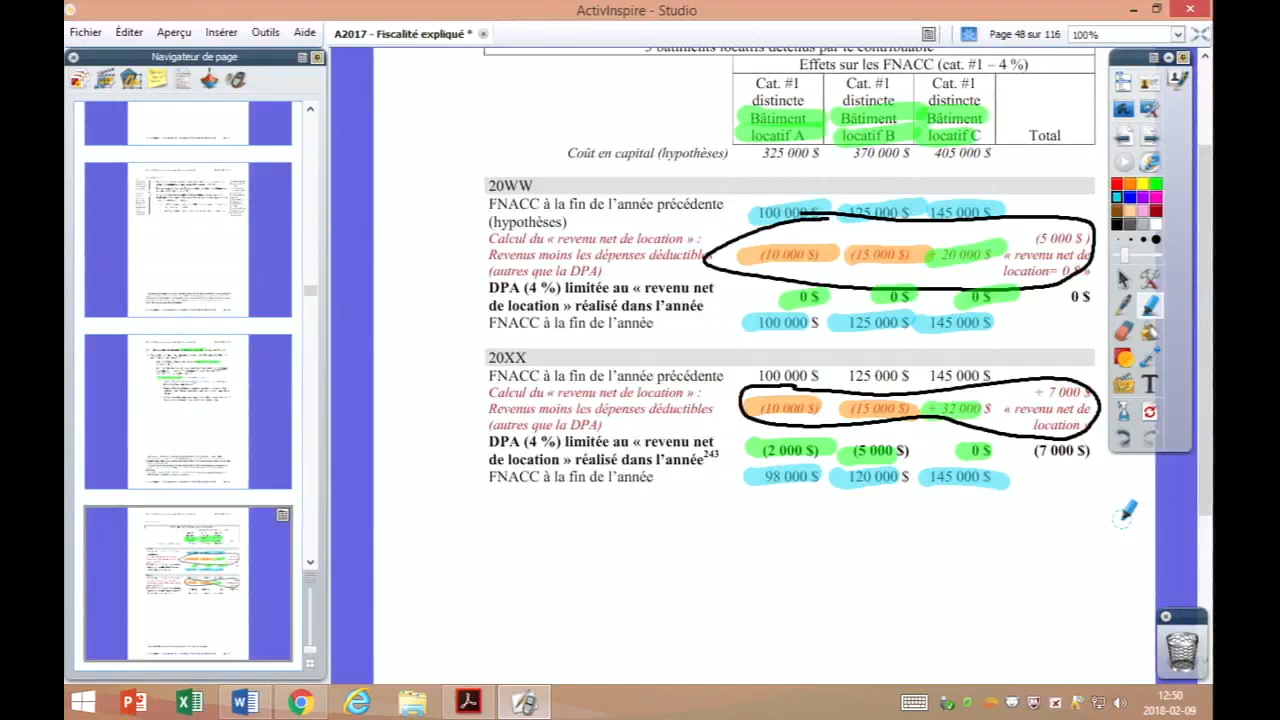 ActivInspire - Studio
Fichier Éditer Aperçu Insérer Outils Aide
A2017 - Fiscalité expliqué *
Page 48 sur 116
100%
Navigateur de page
3 bâtiments locatifs détenus par le contribuable
Effets sur les FNACC (cat. #1 – 4 %)
Cat. #1 distincte Bâtiment locatif A
Cat. #1 distincte Bâtiment locatif B
Cat. #1 distincte Bâtiment locatif C
Total
Coût en capital (hypothèses) 325 000 $ 370 000 $ 405 000 $
20WW
FNACC à la fin de l'année précédente 100 000 $ 125 000 $ 145 000 $
(hypothèses)
Calcul du « revenu net de location » : (5 000 $ )
Revenus moins les dépenses déductibles (10 000 $) (15 000 $) + 20 000 $ « revenu net de
(autres que la DPA) location= 0 $ »
DPA (4 %) limitée au « revenu net 0 $ 0 $ 0 $ 0 $
de location » réalisé dans l'année
FNACC à la fin de l'année 100 000 $ 125 000 $ 145 000 $
20XX
FNACC à la fin de l'année précédente 100 000 $ 125 000 $ 145 000 $
Calcul du « revenu net de location » : + 7 000 $
Revenus moins les dépenses déductibles (10 000 $) (15 000 $) + 32 000 $ « revenu net de
(autres que la DPA) location »
DPA (4 %) limitée au « revenu net (2 000 $) (5 000 $) 0 $ (7 000 $)
de location » réalisé dans l'année243
FNACC à la fin de l'année 98 000 $ 120 000 $ 145 000 $
12:50
2018-02-09